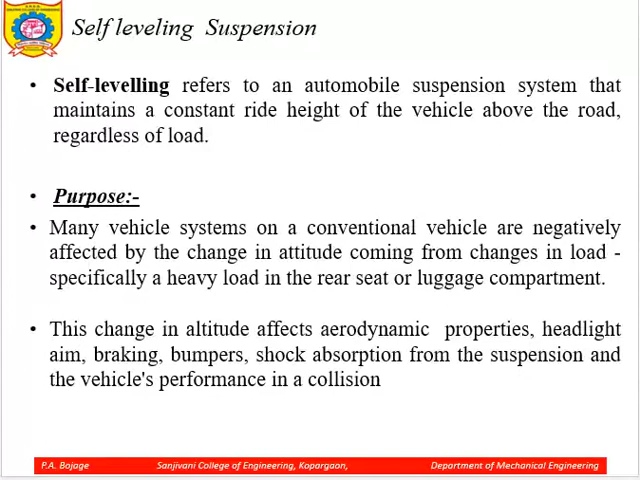 Self leveling Suspension
• Self-levelling refers to an automobile suspension system that
maintains a constant ride height of the vehicle above the road,
regardless of load.
• Purpose:-
• Many vehicle systems on a conventional vehicle are negatively
affected by the change in attitude coming from changes in load -
specifically a heavy load in the rear seat or luggage compartment.
• This change in altitude affects aerodynamic properties, headlight
aim, braking, bumpers, shock absorption from the suspension and
the vehicle's performance in a collision
P.A. Bojage Sanjivani College of Engineering, Kopargaon, Department of Mechanical Engineering